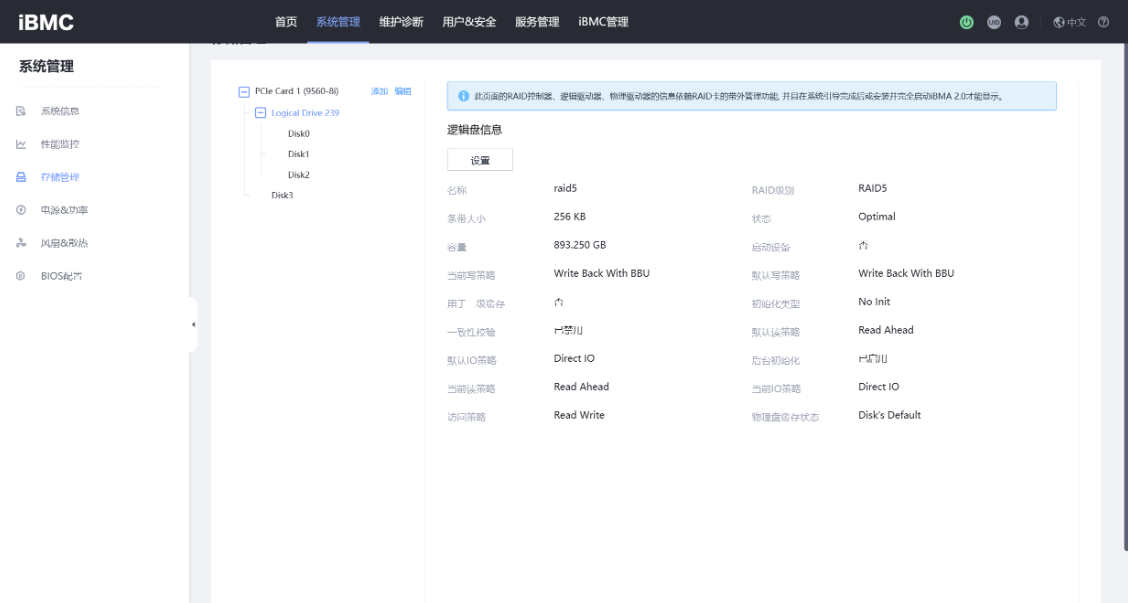 iBMC 首页 系统管理 维护诊断 用户&安全 服务管理 iBMC管理 UID 中文
系统管理
系统信息
性能监控
存储管理
电源&功率
风扇&散热
BIOS配置
PCIe Card 1 (9560-8i) 添加 编辑
Logical Drive 239
Disk0
Disk1
Disk2
Disk3
此页面的RAID控制器、逻辑驱动器、物理驱动器的信息依赖RAID卡的带外管理功能, 并且在系统引导完成后或安装并完全启动iBMA 2.0才能显示。
逻辑盘信息
设置
名称 raid5 RAID级别 RAID5
条带大小 256 KB 状态 Optimal
容量 893.250 GB 启动设备 否
当前写策略 Write Back With BBU 默认写策略 Write Back With BBU
用于 级缓存 否 初始化类型 No Init
一致性校验 已禁用 默认读策略 Read Ahead
默认IO策略 Direct IO 后台初始化 已启用
当前读策略 Read Ahead 当前IO策略 Direct IO
访问策略 Read Write 物理盘缓存状态 Disk's Default